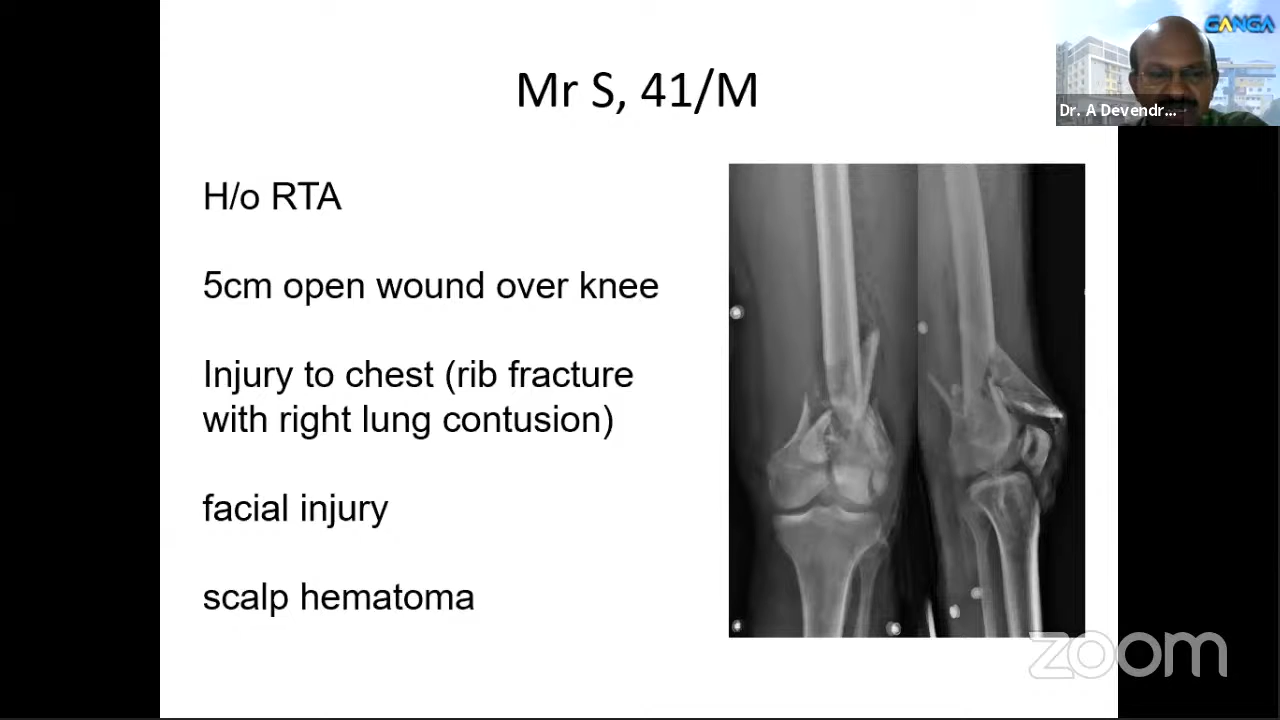 GANGA
Dr. A Devendr...
Mr S, 41/M
H/o RTA
5cm open wound over knee
Injury to chest (rib fracture
with right lung contusion)
facial injury
scalp hematoma
zoom